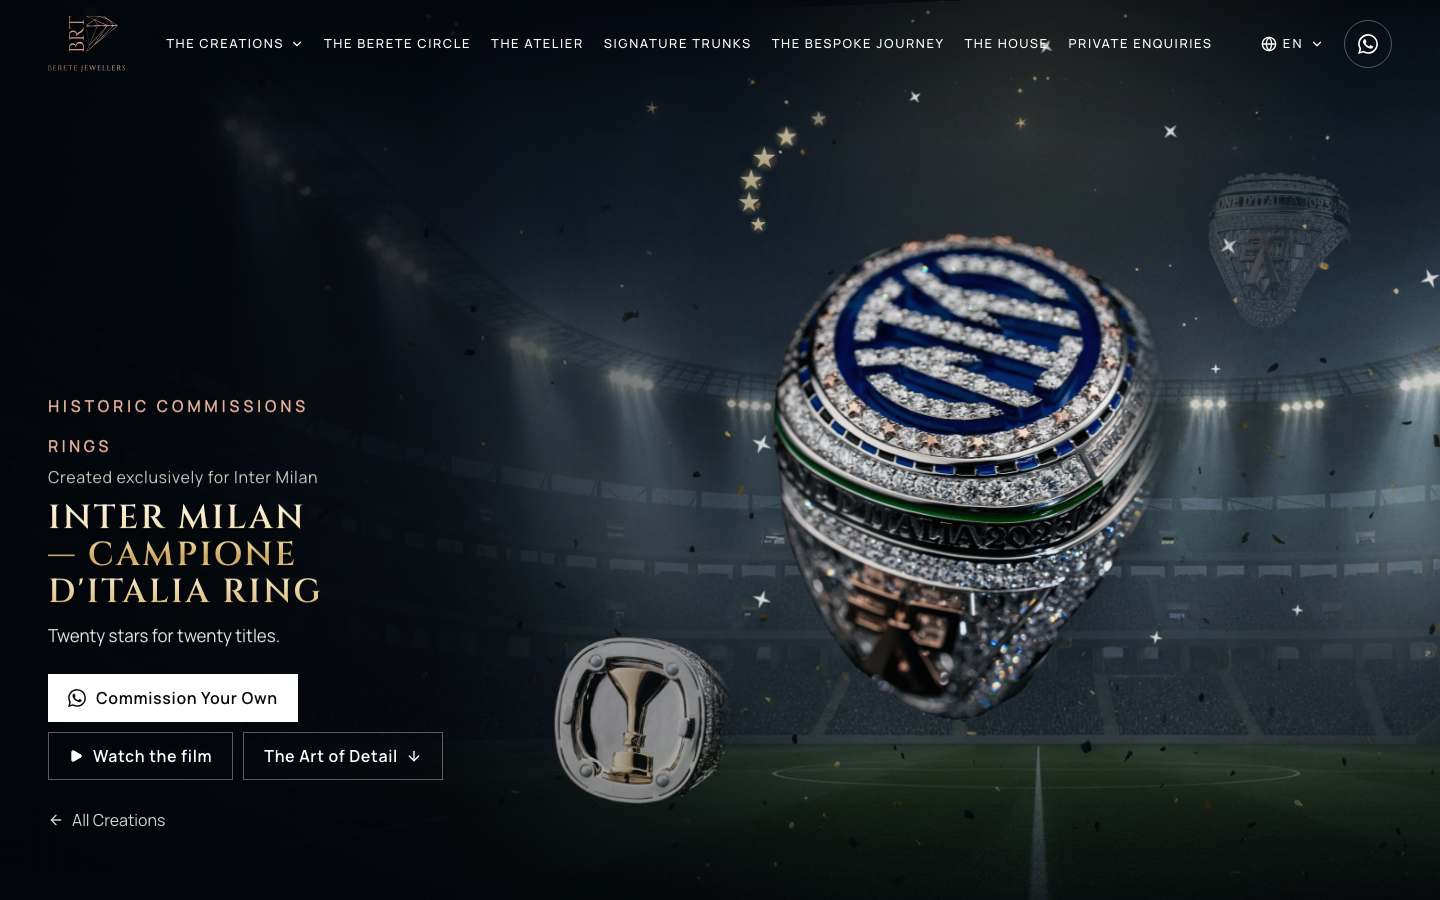 BRT
BERETE JEWELLERS
THE CREATIONS
THE BERETE CIRCLE
THE ATELIER
SIGNATURE TRUNKS
THE BESPOKE JOURNEY
THE HOUSE
PRIVATE ENQUIRIES
EN
HISTORIC COMMISSIONS
RINGS
Created exclusively for Inter Milan
INTER MILAN
— CAMPIONE
D'ITALIA RING
Twenty stars for twenty titles.
Commission Your Own
Watch the film
The Art of Detail
All Creations
D'ITALIA